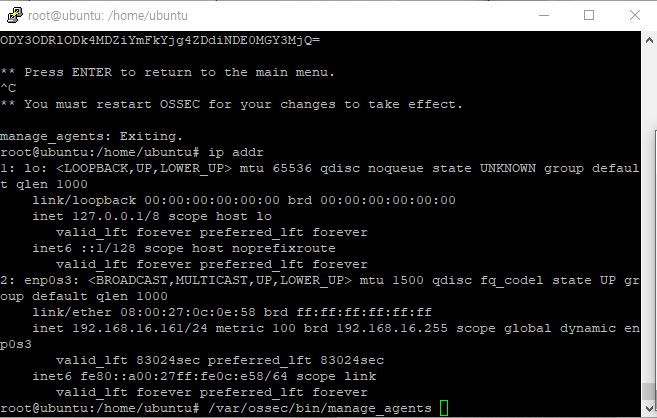 root@ubuntu: /home/ubuntu
ODY3ODRlODk4MDZiYmFkYjg4ZDdiNDE0MGY3MjQ=
** Press ENTER to return to the main menu.
^C
** You must restart OSSEC for your changes to take effect.
manage_agents: Exiting.
root@ubuntu:/home/ubuntu# ip addr
1: lo: <LOOPBACK,UP,LOWER_UP> mtu 65536 qdisc noqueue state UNKNOWN group defaul
t qlen 1000
link/loopback 00:00:00:00:00:00 brd 00:00:00:00:00:00
inet 127.0.0.1/8 scope host lo
valid_lft forever preferred_lft forever
inet6 ::1/128 scope host noprefixroute
valid_lft forever preferred_lft forever
2: enp0s3: <BROADCAST,MULTICAST,UP,LOWER_UP> mtu 1500 qdisc fq_codel state UP gr
oup default qlen 1000
link/ether 08:00:27:0c:0e:58 brd ff:ff:ff:ff:ff:ff
inet 192.168.16.161/24 metric 100 brd 192.168.16.255 scope global dynamic en
p0s3
valid_lft 83024sec preferred_lft 83024sec
inet6 fe80::a00:27ff:fe0c:e58/64 scope link
valid_lft forever preferred_lft forever
root@ubuntu:/home/ubuntu# /var/ossec/bin/manage_agents